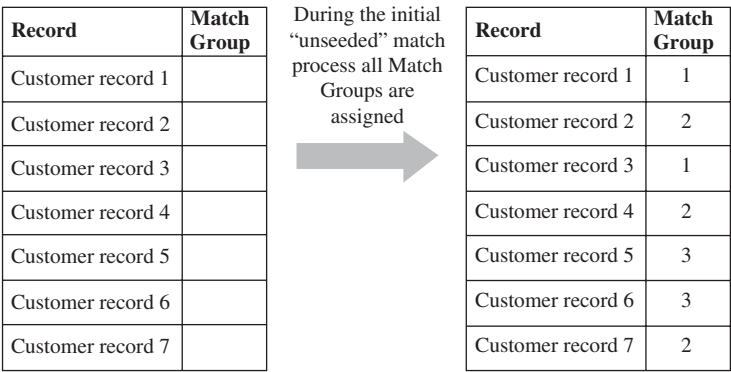 Record Match Group
Customer record 1
Customer record 2
Customer record 3
Customer record 4
Customer record 5
Customer record 6
Customer record 7
During the initial
“unseeded” match
process all Match
Groups are
assigned
Record Match Group
Customer record 1 1
Customer record 2 2
Customer record 3 1
Customer record 4 2
Customer record 5 3
Customer record 6 3
Customer record 7 2